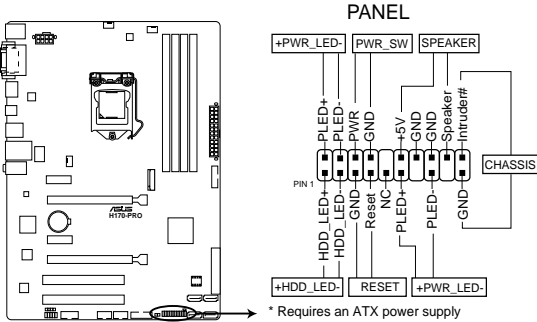 PANEL
+PWR_LED-
PWR_SW
SPEAKER
PLED+
PLED-
PWR
GND
+5V
GND
GND
Speaker
Intruder#
CHASSIS
PIN 1
HDD_LED+
HDD_LED-
GND
Reset
NC
PLED+
PLED-
GND
+HDD_LED-
RESET
+PWR_LED-
* Requires an ATX power supply
ASUS
H170-PRO